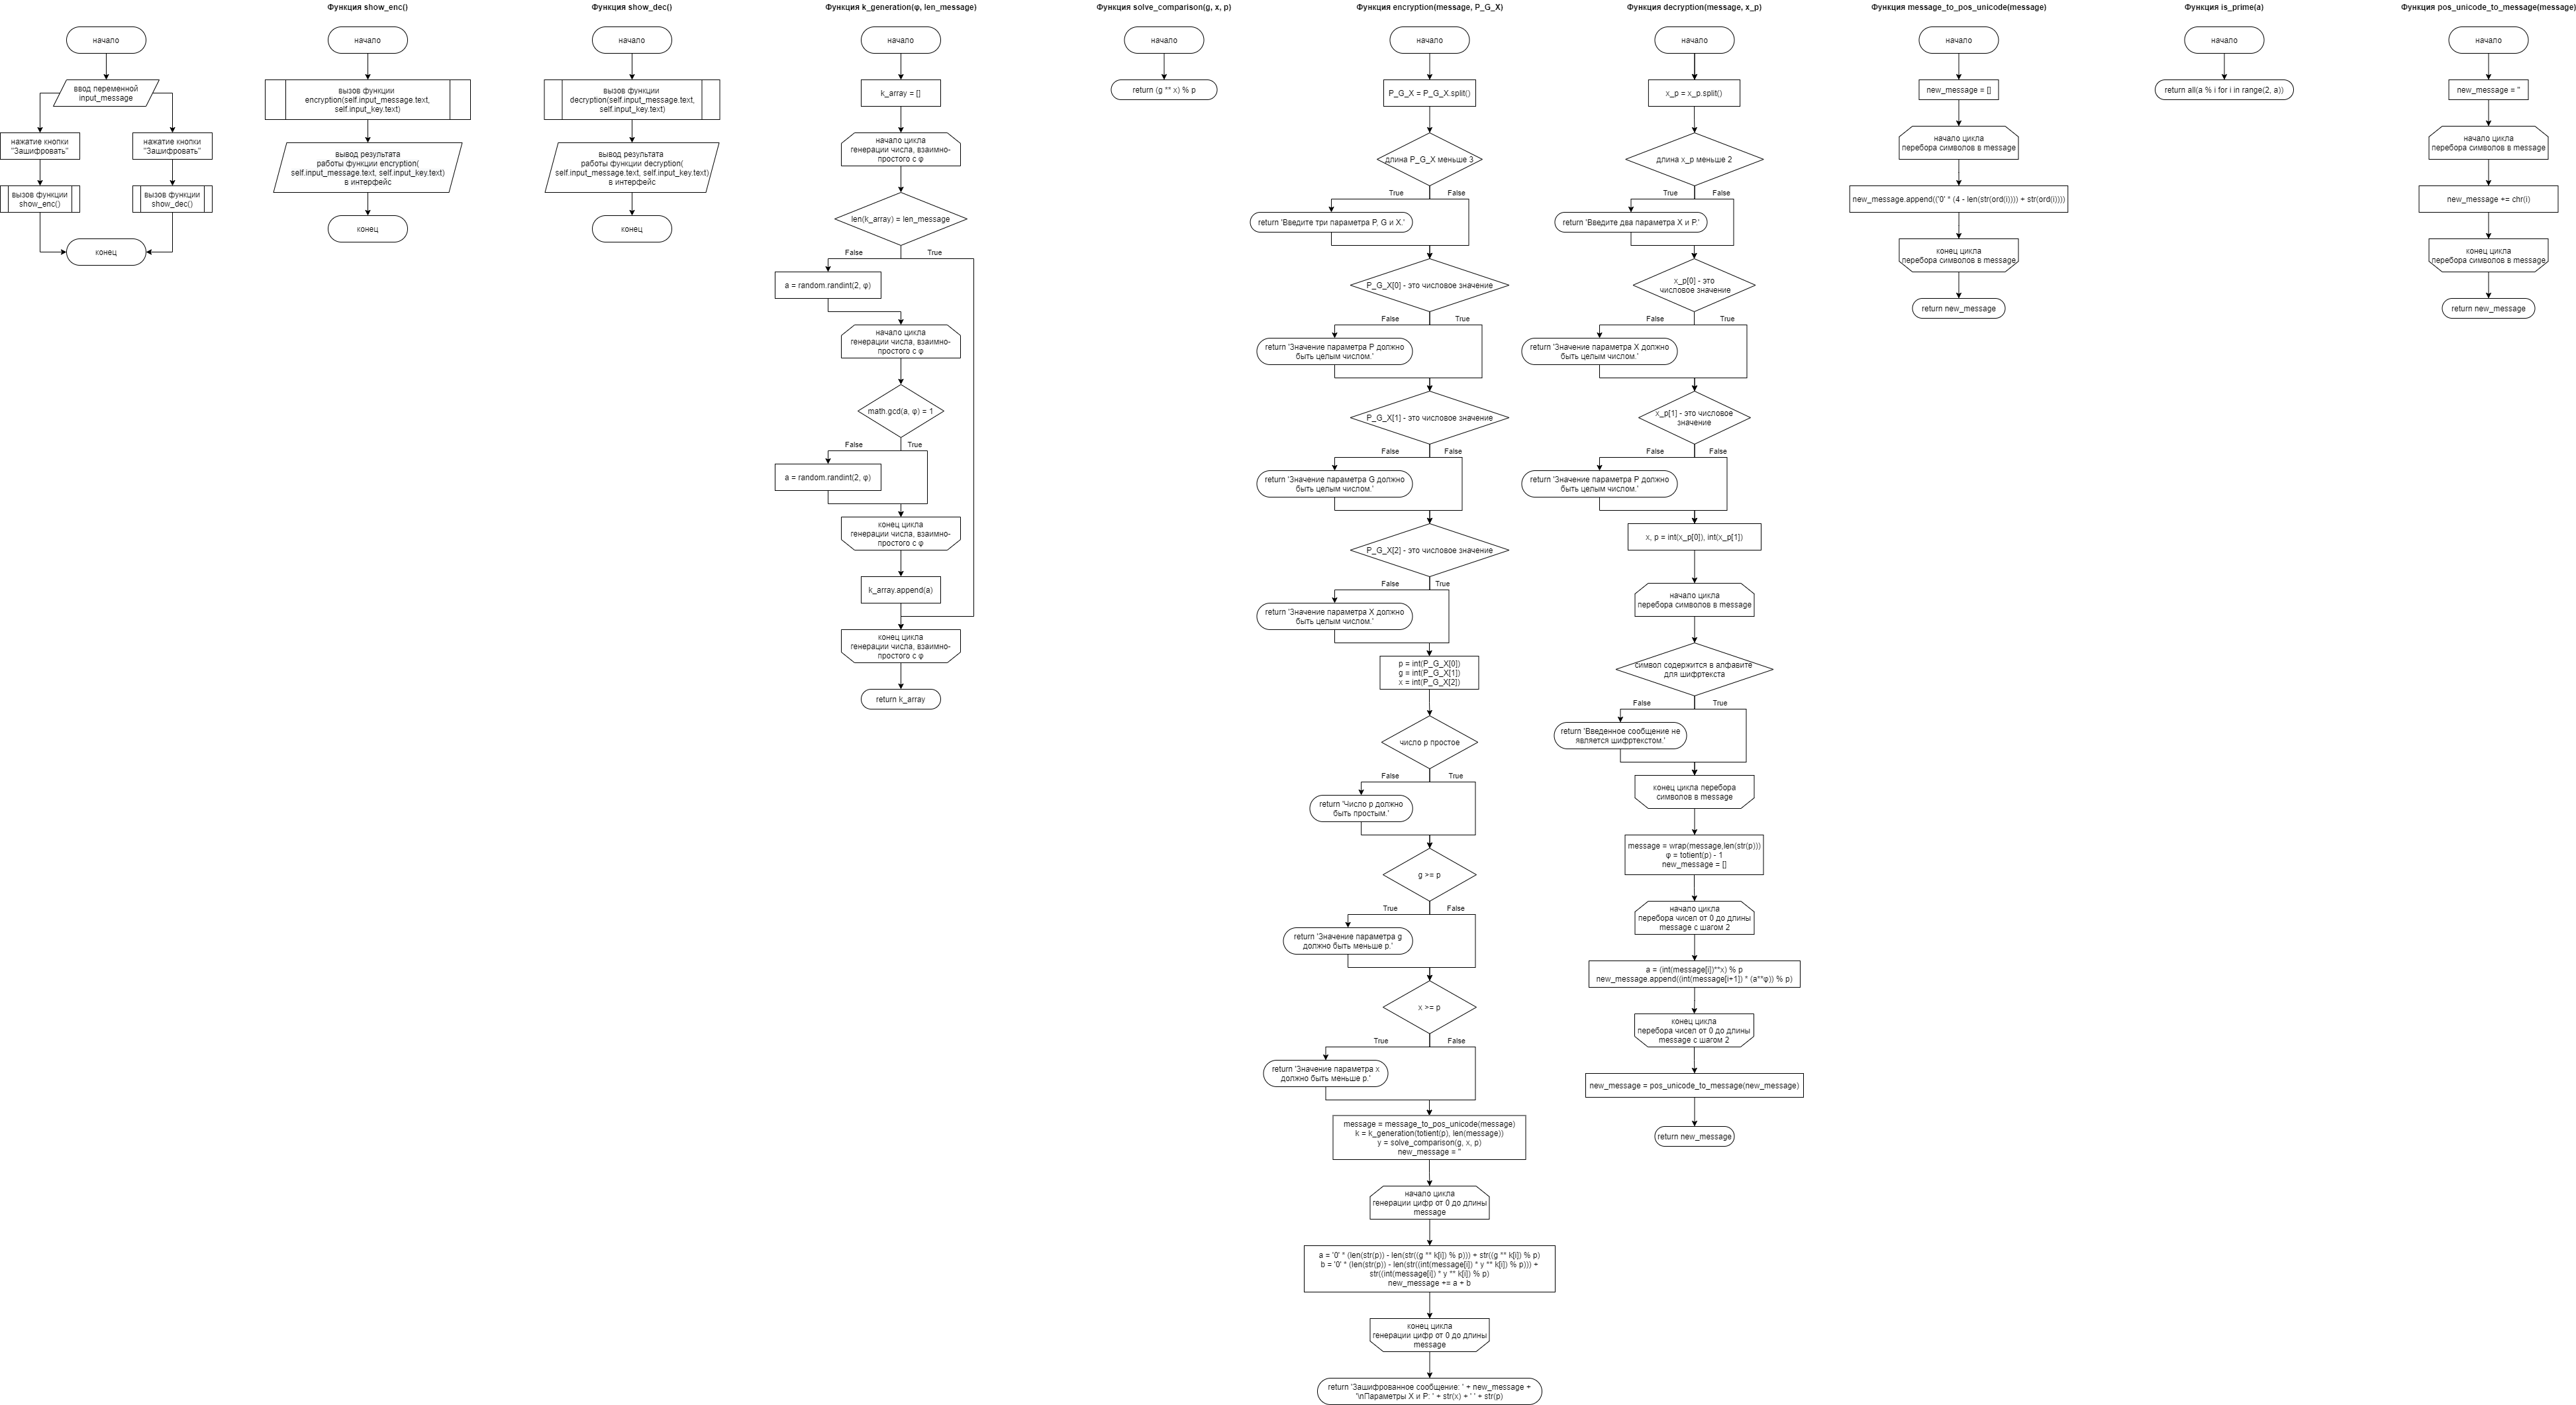 начало
ввод переменной
input_message
нажатие кнопки
"Зашифровать"
нажатие кнопки
"Зашифровать"
вызов функции
show_enc()
вызов функции
show_dec()
конец
Функция show_enc()
начало
вызов функции
encryption(self.input_message.text,
self.input_key.text)
вывод результата
работы функции encryption(
self.input_message.text, self.input_key.text)
в интерфейс
конец
Функция show_dec()
начало
вызов функции
decryption(self.input_message.text,
self.input_key.text)
вывод результата
работы функции decryption(
self.input_message.text, self.input_key.text)
в интерфейс
конец
Функция k_generation(φ, len_message)
начало
k_array = []
начало цикла
генерации числа, взаимно-
простого с φ
len(k_array) = len_message
False
True
a = random.randint(2, φ)
начало цикла
генерации числа, взаимно-
простого с φ
math.gcd(a, φ) = 1
False
True
a = random.randint(2, φ)
конец цикла
генерации числа, взаимно-
простого с φ
k_array.append(a)
конец цикла
генерации числа, взаимно-
простого с φ
return k_array
Функция solve_comparison(g, x, p)
начало
return (g ** x) % p
Функция encryption(message, P_G_X)
начало
P_G_X = P_G_X.split()
длина P_G_X меньше 3
True
False
return 'Введите три параметра P, G и X.'
P_G_X[0] - это числовое значение
False
True
return 'Значение параметра P должно
быть целым числом.'
P_G_X[1] - это числовое значение
False
False
return 'Значение параметра G должно
быть целым числом.'
P_G_X[2] - это числовое значение
False
True
return 'Значение параметра X должно
быть целым числом.'
p = int(P_G_X[0])
g = int(P_G_X[1])
x = int(P_G_X[2])
число p простое
False
True
return 'Число p должно
быть простым.'
g >= p
True
False
return 'Значение параметра g
должно быть меньше p.'
x >= p
True
False
return 'Значение параметра x
должно быть меньше p.'
message = message_to_pos_unicode(message)
k = k_generation(totient(p), len(message))
y = solve_comparison(g, x, p)
new_message = ''
начало цикла
генерации цифр от 0 до длины
message
a = '0' * (len(str(p)) - len(str((g ** k[i]) % p))) + str((g ** k[i]) % p)
b = '0' * (len(str(p)) - len(str((int(message[i]) * y ** k[i]) % p))) +
str((int(message[i]) * y ** k[i]) % p)
new_message += a + b
конец цикла
генерации цифр от 0 до длины
message
return 'Зашифрованное сообщение: ' + new_message +
'\nПараметры X и P: ' + str(x) + ' ' + str(p)
Функция decryption(message, x_p)
начало
x_p = x_p.split()
длина x_p меньше 2
True
False
return 'Введите два параметра X и P.'
x_p[0] - это
числовое значение
False
True
return 'Значение параметра X должно
быть целым числом.'
x_p[1] - это числовое
значение
False
False
return 'Значение параметра P должно
быть целым числом.'
x, p = int(x_p[0]), int(x_p[1])
начало цикла
перебора символов в message
символ содержится в алфавите
для шифртекста
False
True
return 'Введенное сообщение не
является шифртекстом.'
конец цикла перебора
символов в message
message = wrap(message,len(str(p)))
φ = totient(p) - 1
new_message = []
начало цикла
перебора чисел от 0 до длины
message с шагом 2
a = (int(message[i])**x) % p
new_message.append((int(message[i+1]) * (a**φ)) % p)
конец цикла
перебора чисел от 0 до длины
message с шагом 2
new_message = pos_unicode_to_message(new_message)
return new_message
Функция message_to_pos_unicode(message)
начало
new_message = []
начало цикла
перебора символов в message
new_message.append(('0' * (4 - len(str(ord(i)))) + str(ord(i))))
конец цикла
перебора символов в message
return new_message
Функция is_prime(a)
начало
return all(a % i for i in range(2, a))
Функция pos_unicode_to_message(message)
начало
new_message = ''
начало цикла
перебора символов в message
new_message += chr(i)
конец цикла
перебора символов в message
return new_message